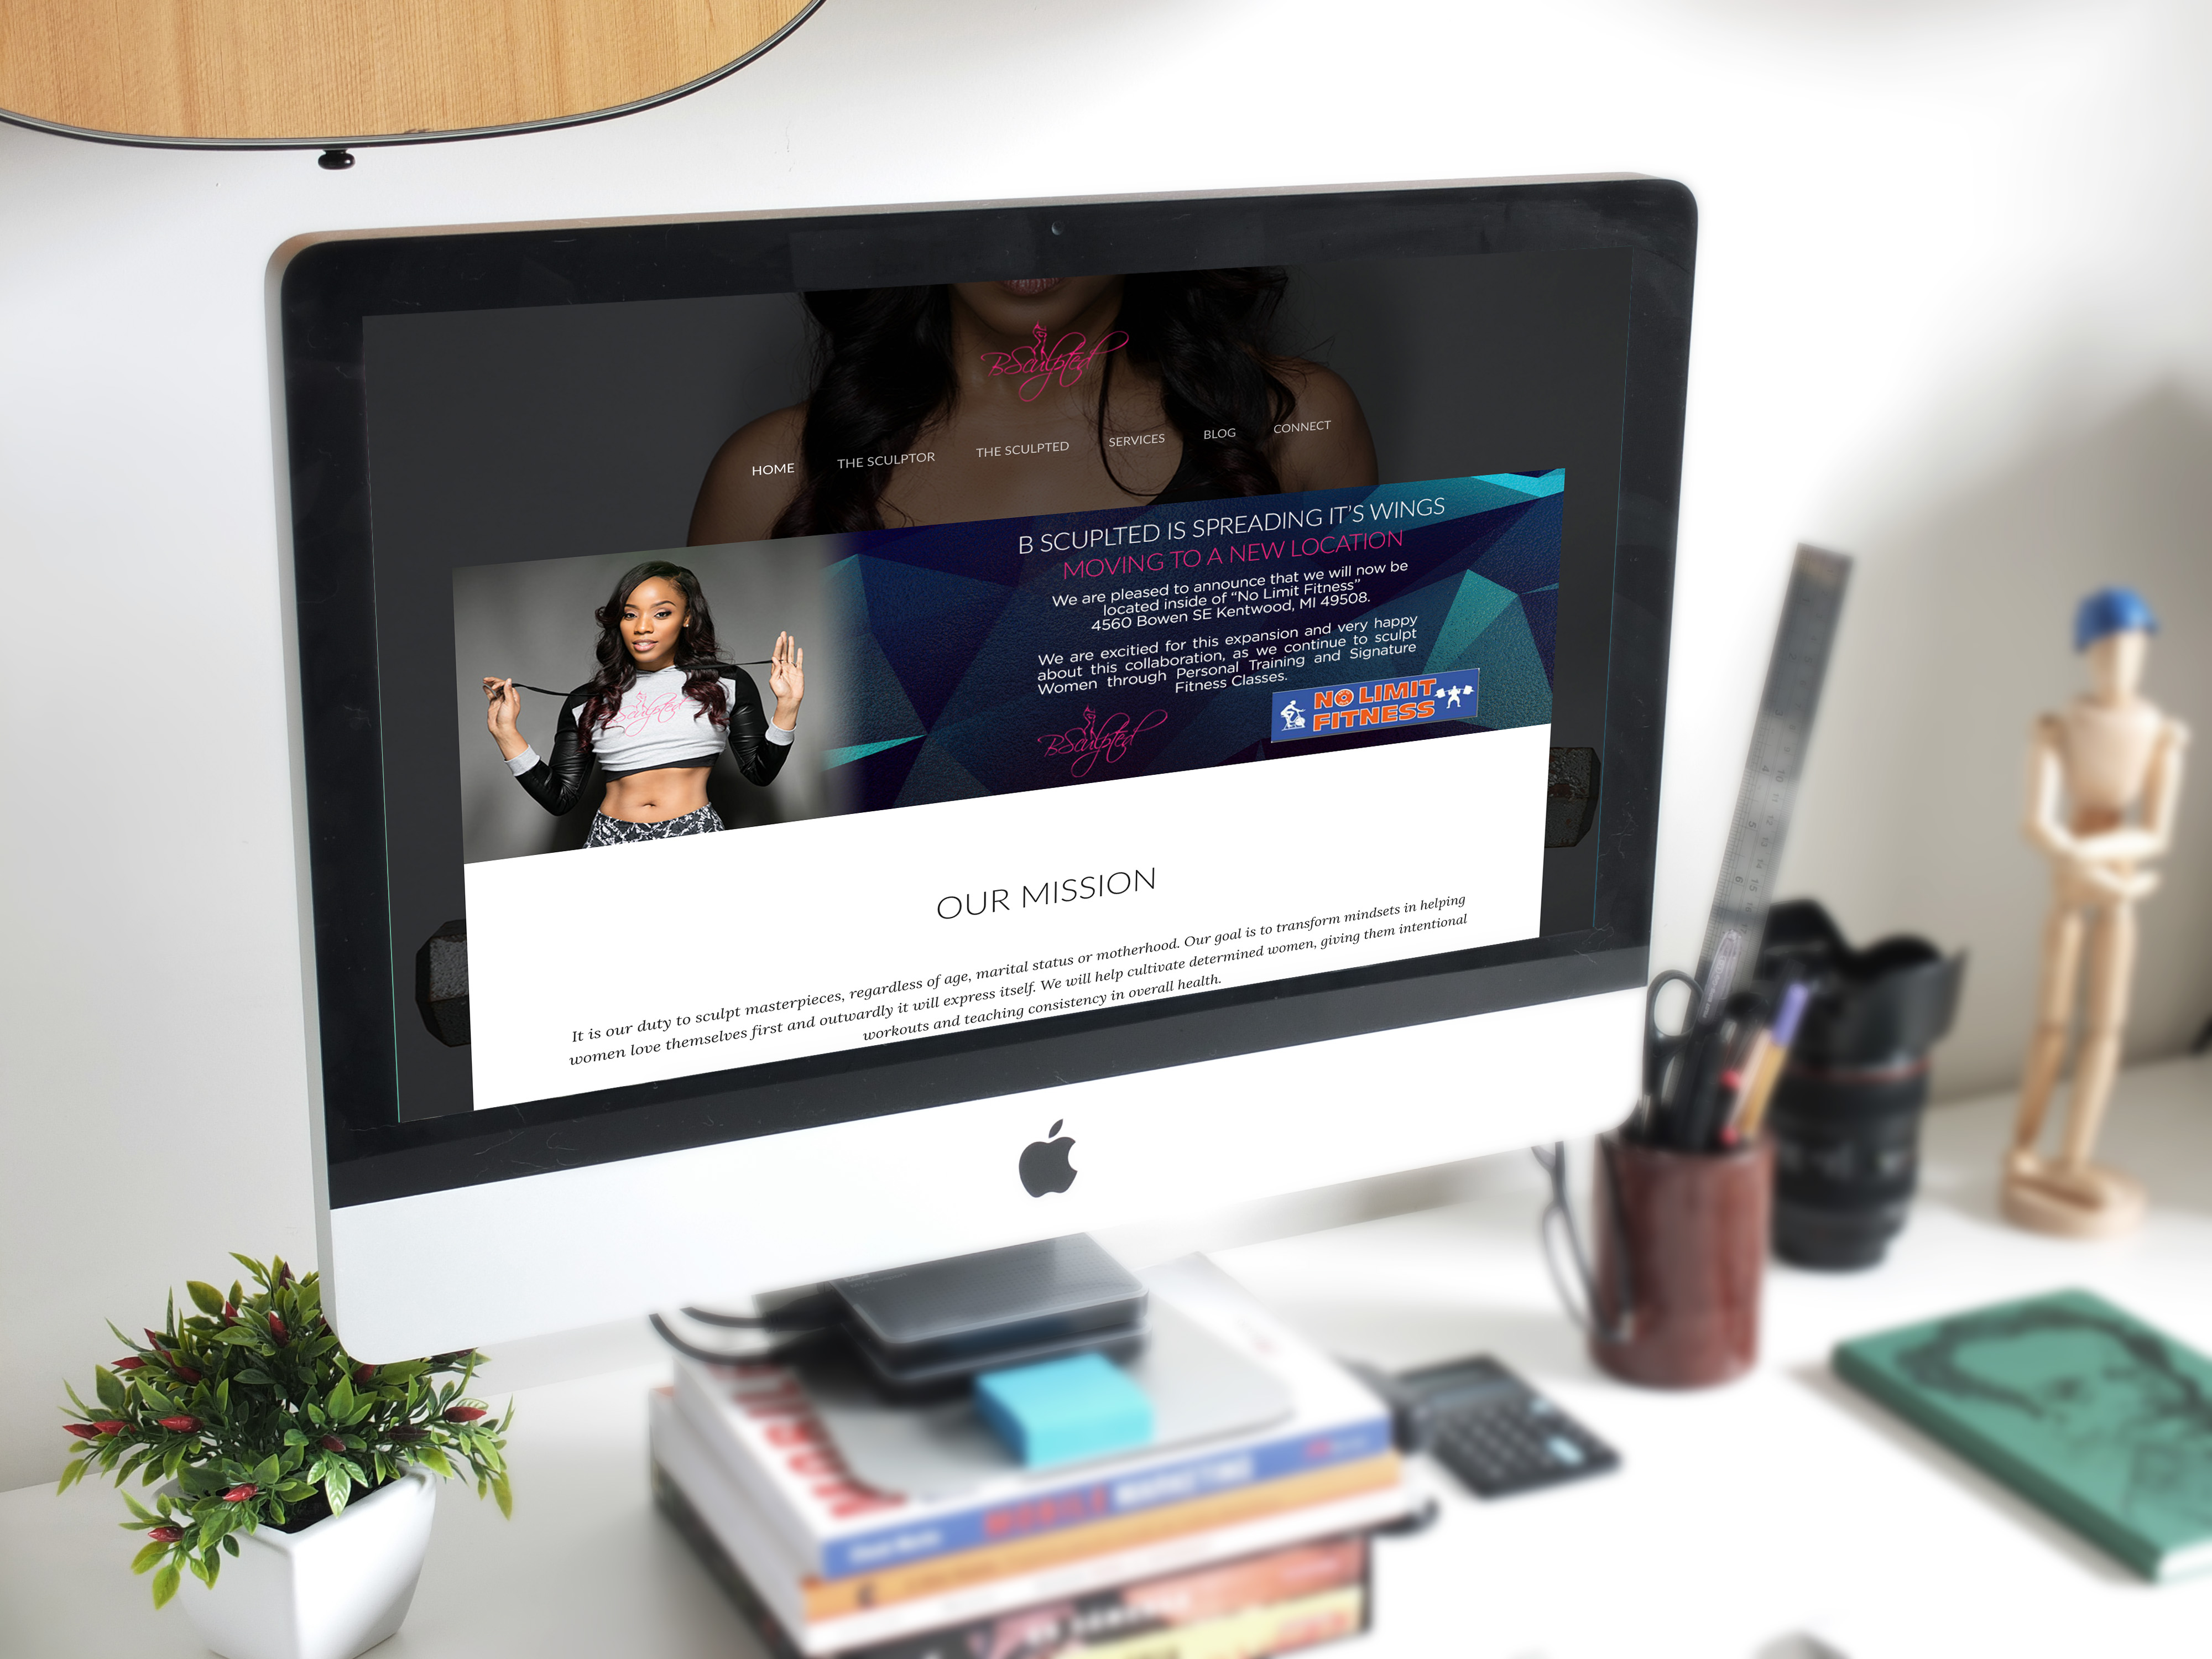 BSculpted
HOME THE SCULPTOR THE SCULPTED SERVICES BLOG CONNECT
B SCUPLTED IS SPREADING IT'S WINGS
MOVING TO A NEW LOCATION
We are pleased to announce that we will now be
located inside of “No Limit Fitness”
4560 Bowen SE Kentwood, MI 49508.
We are excitied for this expansion and very happy
about this collaboration, as we continue to sculpt
Women through Personal Training and Signature
Fitness Classes.
BSculpted
BSculpted
NO LIMIT
FITNESS
OUR MISSION
It is our duty to sculpt masterpieces, regardless of age, marital status or motherhood. Our goal is to transform mindsets in helping
women love themselves first and outwardly it will express itself. We will help cultivate determined women, giving them intentional
workouts and teaching consistency in overall health.
MOBILE MARKETING